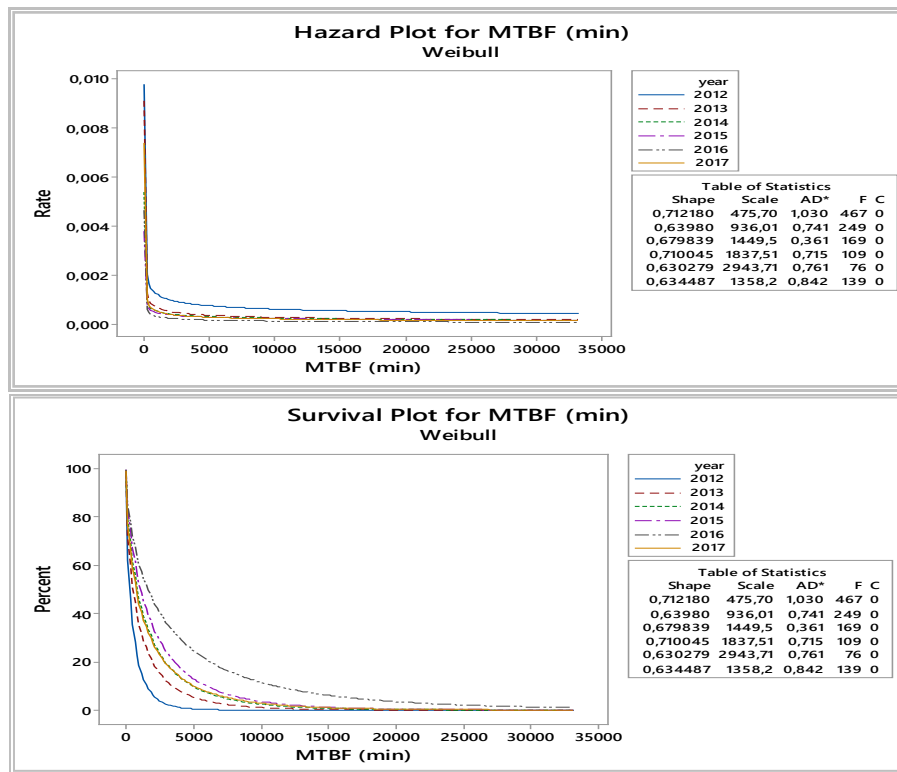 Hazard Plot for MTBF (min)
Weibull
0,010
0,008
0,006
0,004
0,002
0,000
Rate
0 5000 10000 15000 20000 25000 30000 35000
MTBF (min)
year
2012
2013
2014
2015
2016
2017
Table of Statistics
Shape Scale AD* F C
0,712180 475,70 1,030 467 0
0,63980 936,01 0,741 249 0
0,679839 1449,5 0,361 169 0
0,710045 1837,51 0,715 109 0
0,630279 2943,71 0,761 76 0
0,634487 1358,2 0,842 139 0
Survival Plot for MTBF (min)
Weibull
100
80
60
40
20
0
Percent
0 5000 10000 15000 20000 25000 30000 35000
MTBF (min)
year
2012
2013
2014
2015
2016
2017
Table of Statistics
Shape Scale AD* F C
0,712180 475,70 1,030 467 0
0,63980 936,01 0,741 249 0
0,679839 1449,5 0,361 169 0
0,710045 1837,51 0,715 109 0
0,630279 2943,71 0,761 76 0
0,634487 1358,2 0,842 139 0